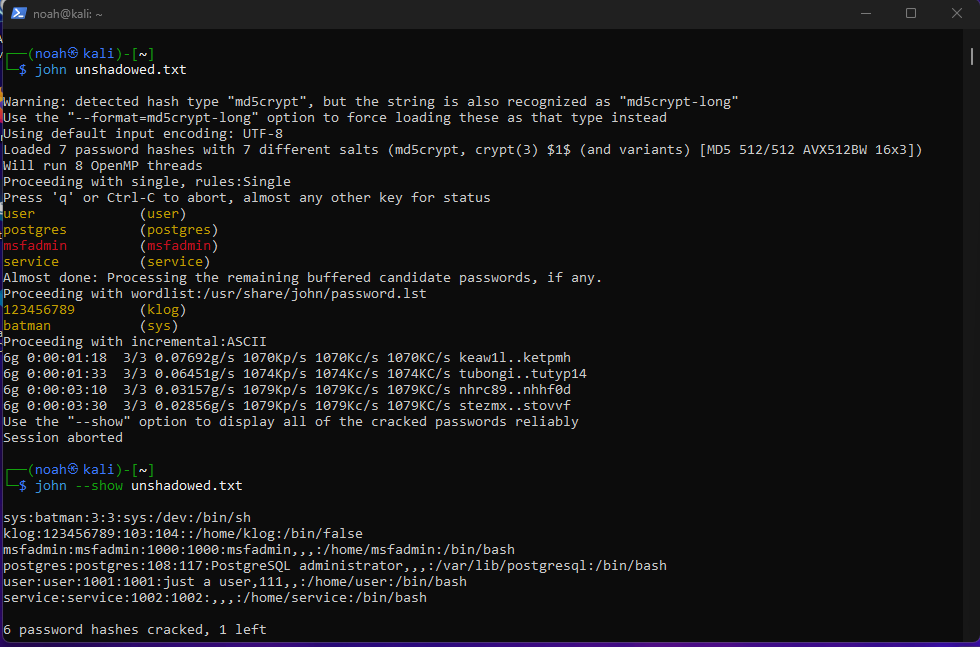 noah@kali: ~
┌──(noah㉿kali)-[~]
└─$ john unshadowed.txt
Warning: detected hash type "md5crypt", but the string is also recognized as "md5crypt-long"
Use the "--format=md5crypt-long" option to force loading these as that type instead
Using default input encoding: UTF-8
Loaded 7 password hashes with 7 different salts (md5crypt, crypt(3) $1$ (and variants) [MD5 512/512 AVX512BW 16x3])
Will run 8 OpenMP threads
Proceeding with single, rules:Single
Press 'q' or Ctrl-C to abort, almost any other key for status
user             (user)
postgres         (postgres)
msfadmin         (msfadmin)
service          (service)
Almost done: Processing the remaining buffered candidate passwords, if any.
Proceeding with wordlist:/usr/share/john/password.lst
123456789        (klog)
batman           (sys)
Proceeding with incremental:ASCII
6g 0:00:01:18  3/3 0.07692g/s 1070Kp/s 1070Kc/s 1070KC/s keaw1l..ketpmh
6g 0:00:01:33  3/3 0.06451g/s 1074Kp/s 1074Kc/s 1074KC/s tubongi..tutyp14
6g 0:00:03:10  3/3 0.03157g/s 1079Kp/s 1079Kc/s 1079KC/s nhrc89..nhhf0d
6g 0:00:03:30  3/3 0.02856g/s 1079Kp/s 1079Kc/s 1079KC/s stezmx..stovvf
Use the "--show" option to display all of the cracked passwords reliably
Session aborted
┌──(noah㉿kali)-[~]
└─$ john --show unshadowed.txt
sys:batman:3:3:sys:/dev:/bin/sh
klog:123456789:103:104::/home/klog:/bin/false
msfadmin:msfadmin:1000:1000:msfadmin,,,:/home/msfadmin:/bin/bash
postgres:postgres:108:117:PostgreSQL administrator,,,:/var/lib/postgresql:/bin/bash
user:user:1001:1001:just a user,111,,:/home/user:/bin/bash
service:service:1002:1002:,,,:/home/service:/bin/bash
6 password hashes cracked, 1 left